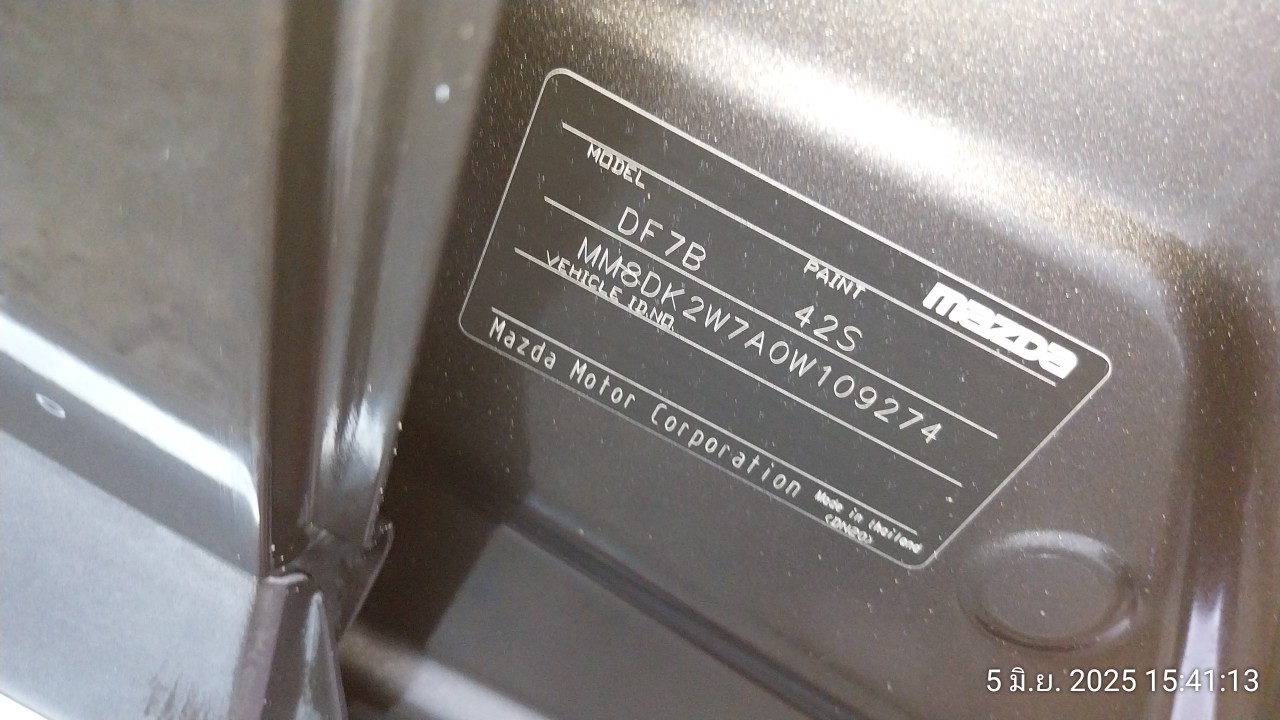 MODEL
PAINT
mazda
DF7B
42S
MM8DK2W7A0W109274
VEHICLE ID.NO.
Mazda Motor Corporation
Made in thailand
<DN20>
5 มิ.ย. 2025 15:41:13